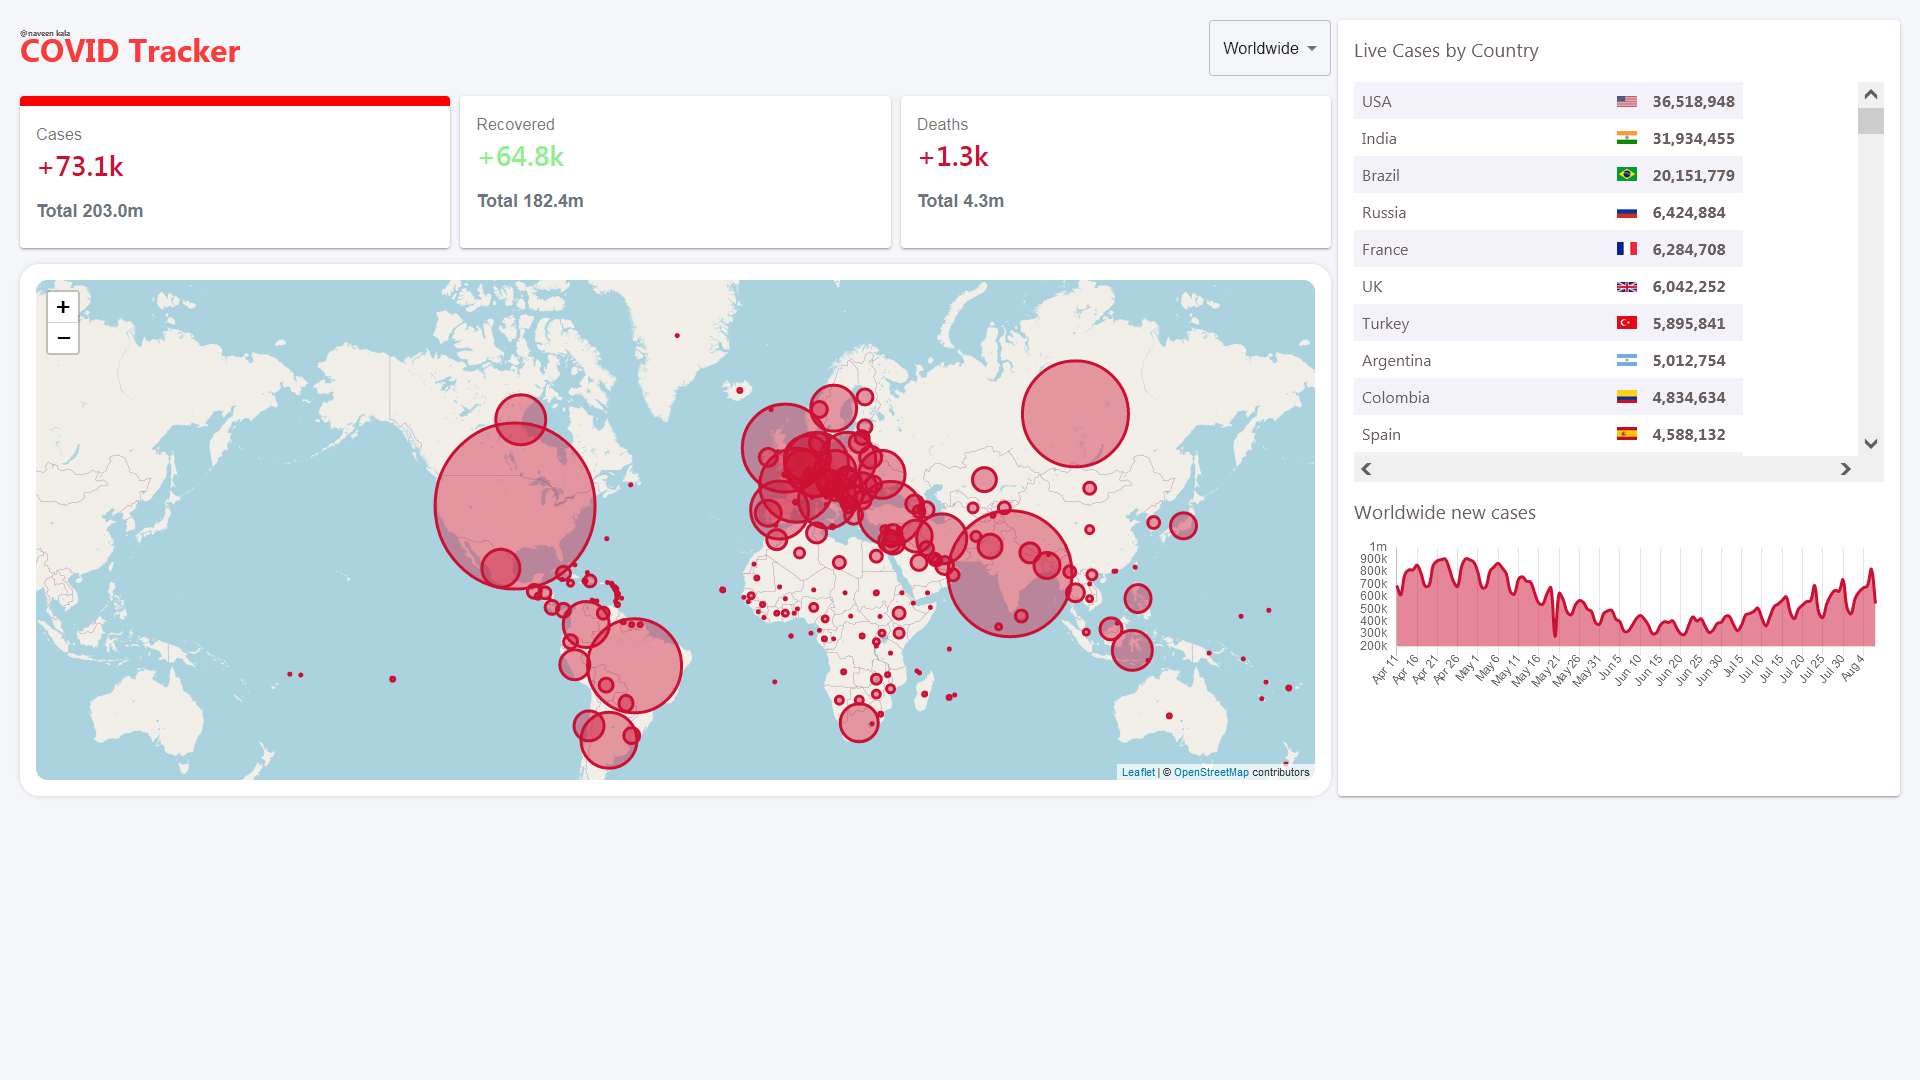 @naveen kala
COVID Tracker
Worldwide
Cases
+73.1k
Total 203.0m
Recovered
+64.8k
Total 182.4m
Deaths
+1.3k
Total 4.3m
+
−
Leaflet | © OpenStreetMap contributors
Live Cases by Country
USA 36,518,948
India 31,934,455
Brazil 20,151,779
Russia 6,424,884
France 6,284,708
UK 6,042,252
Turkey 5,895,841
Argentina 5,012,754
Colombia 4,834,634
Spain 4,588,132
Worldwide new cases
1m
900k
800k
700k
600k
500k
400k
300k
200k
Apr 11 Apr 16 Apr 21 Apr 26 May 1 May 6 May 11 May 16 May 21 May 26 May 31 Jun 5 Jun 10 Jun 15 Jun 20 Jun 25 Jun 30 Jul 5 Jul 10 Jul 15 Jul 20 Jul 25 Jul 30 Aug 4